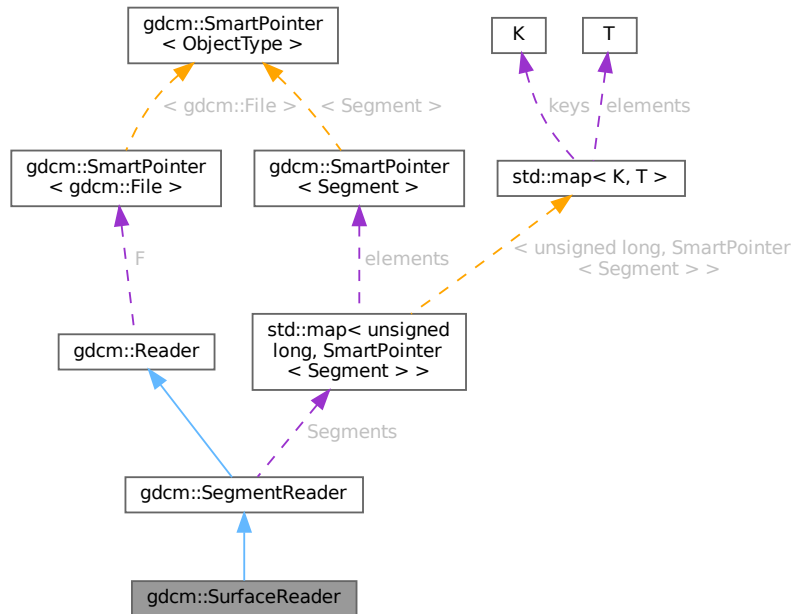 gdcm::SmartPointer
< ObjectType >
K
T
< gdcm::File >
< Segment >
keys
elements
gdcm::SmartPointer
< gdcm::File >
gdcm::SmartPointer
< Segment >
std::map< K, T >
F
elements
< unsigned long, SmartPointer
< Segment > >
std::map< unsigned
long, SmartPointer
< Segment > >
gdcm::Reader
Segments
gdcm::SegmentReader
gdcm::SurfaceReader